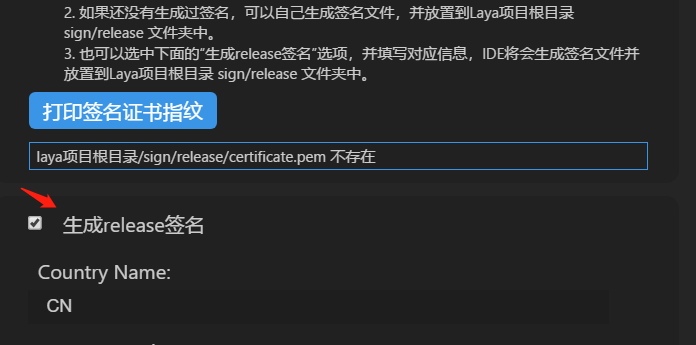 2. 如果还没有生成过签名，可以自己生成签名文件，并放置到Laya项目根目录
sign/release 文件夹中。
3. 也可以选中下面的“生成release签名”选项，并填写对应信息，IDE将会生成签名文件并
放置到Laya项目根目录 sign/release 文件夹中。
打印签名证书指纹
laya项目根目录/sign/release/certificate.pem 不存在
生成release签名
Country Name:
CN